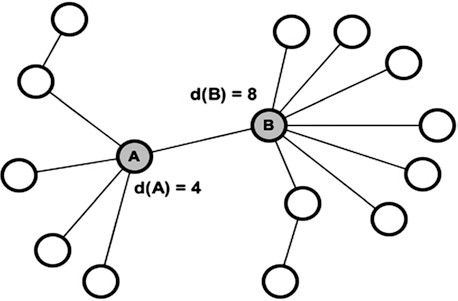 d(B) = 8
B
A
d(A) = 4